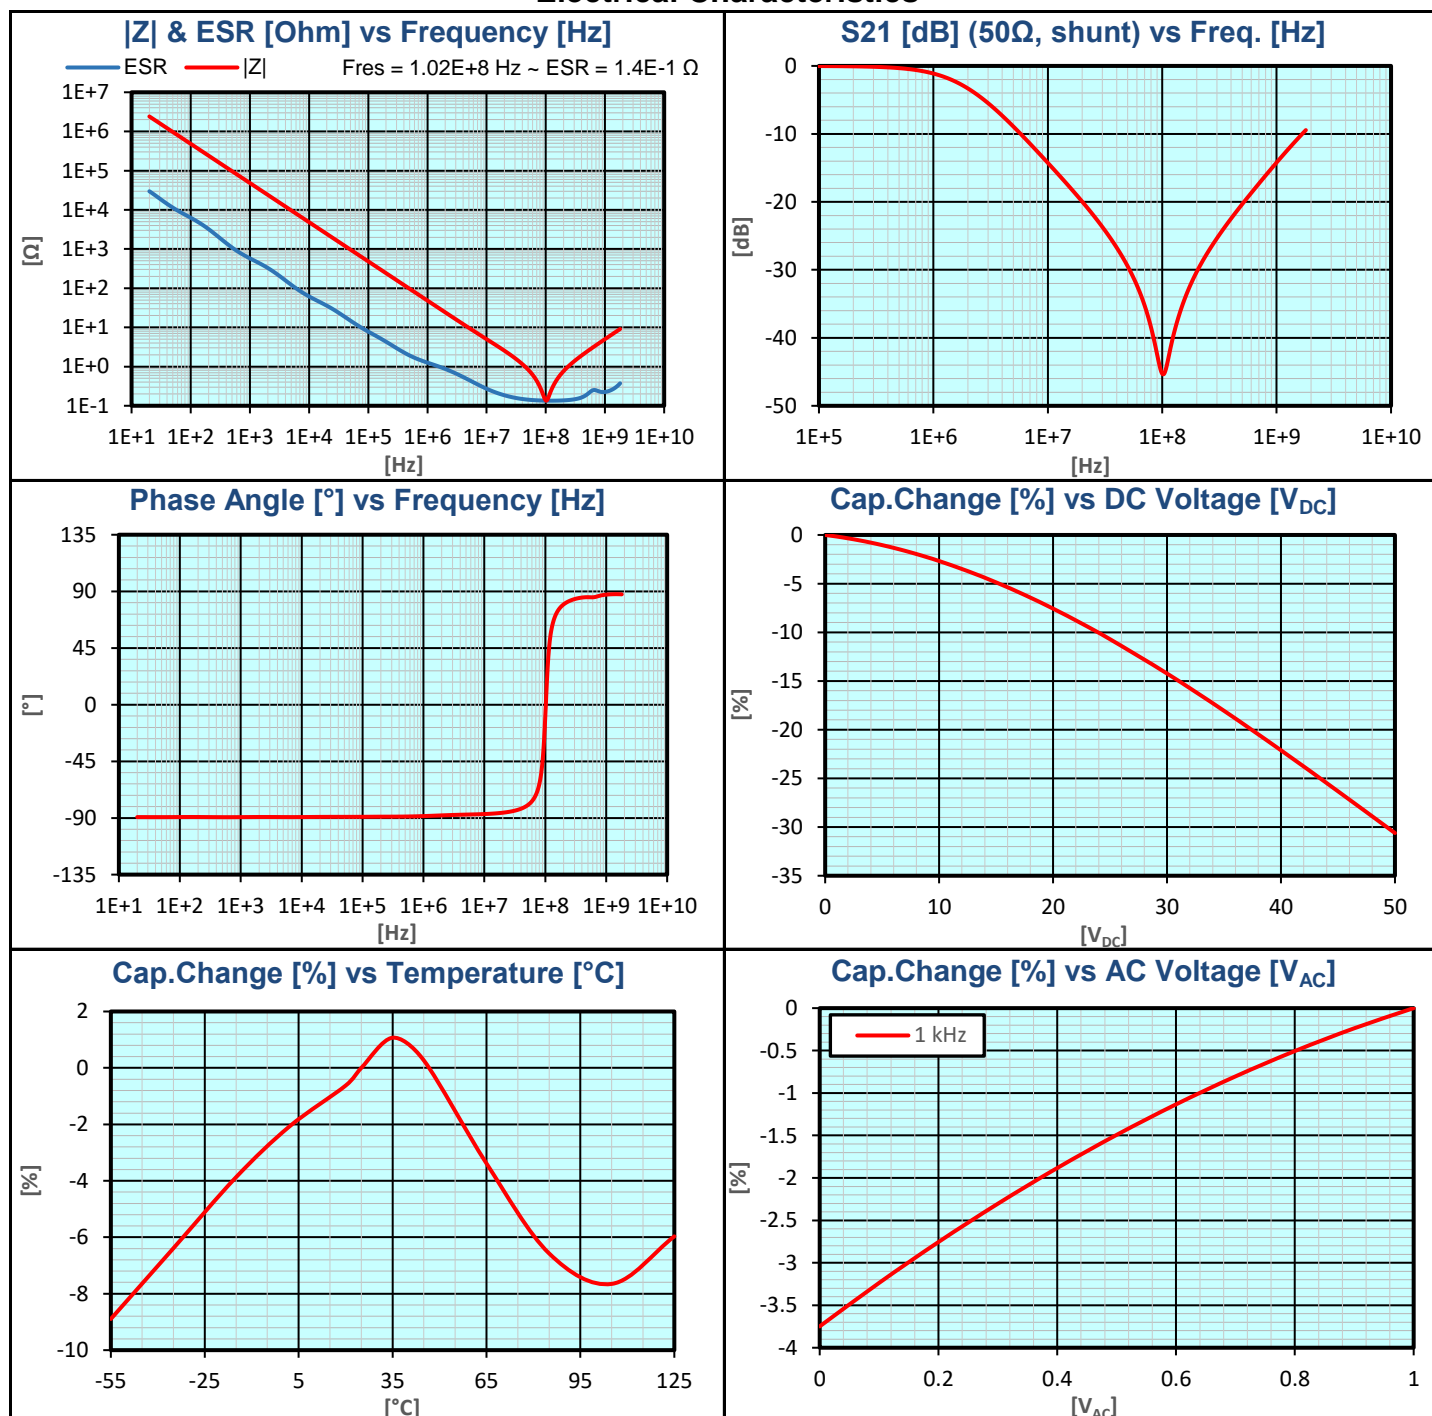 Electrical Characteristics
|Z| & ESR [Ohm] vs Frequency [Hz]
ESR |Z| Fres = 1.02E+8 Hz ~ ESR = 1.4E-1 Ω
1E+7
1E+6
1E+5
1E+4
1E+3
1E+2
1E+1
1E+0
1E-1
[Ω]
1E+1 1E+2 1E+3 1E+4 1E+5 1E+6 1E+7 1E+8 1E+9 1E+10
[Hz]
S21 [dB] (50Ω, shunt) vs Freq. [Hz]
0
-10
-20
-30
-40
-50
[dB]
1E+5 1E+6 1E+7 1E+8 1E+9 1E+10
[Hz]
Phase Angle [°] vs Frequency [Hz]
135
90
45
0
-45
-90
-135
[°]
1E+1 1E+2 1E+3 1E+4 1E+5 1E+6 1E+7 1E+8 1E+9 1E+10
[Hz]
Cap.Change [%] vs DC Voltage [VDC]
0
-5
-10
-15
-20
-25
-30
-35
[%]
0 10 20 30 40 50
[VDC]
Cap.Change [%] vs Temperature [°C]
2
0
-2
-4
-6
-8
-10
[%]
-55 -25 5 35 65 95 125
[°C]
Cap.Change [%] vs AC Voltage [VAC]
1 kHz
0
-0.5
-1
-1.5
-2
-2.5
-3
-3.5
-4
[%]
0 0.2 0.4 0.6 0.8 1
[VAC]